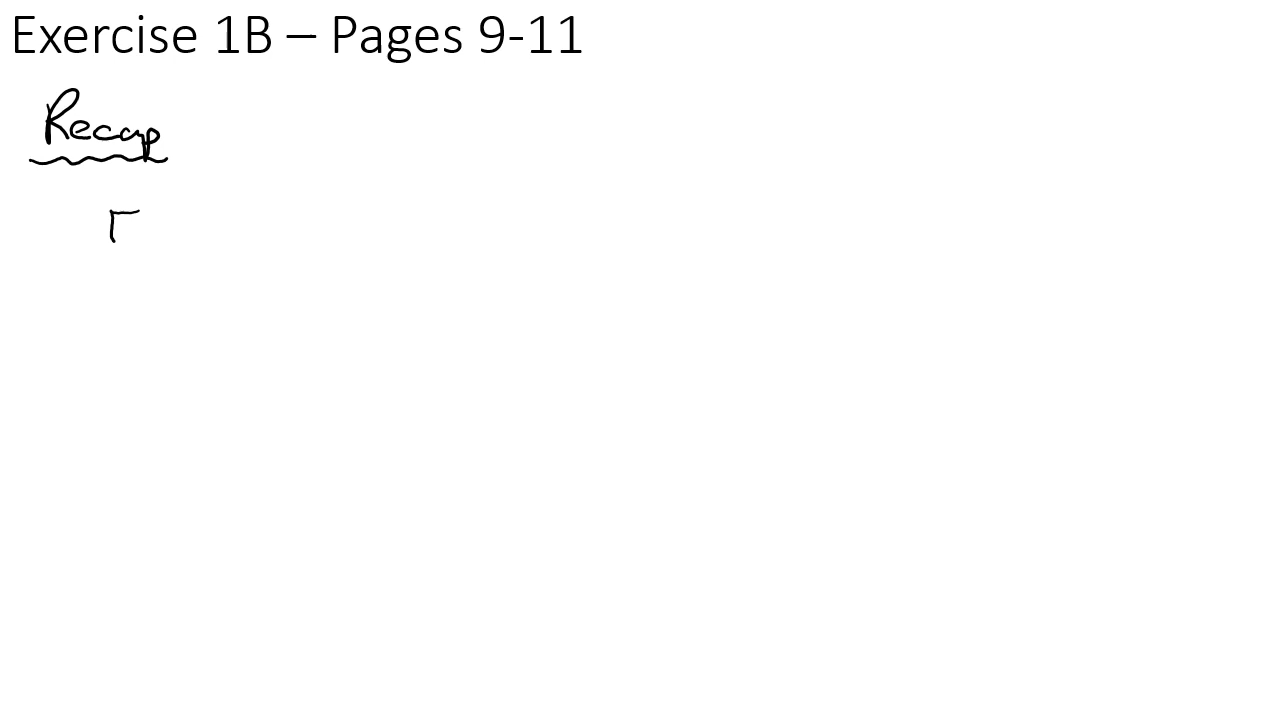 Exercise 1B – Pages 9-11
Recap